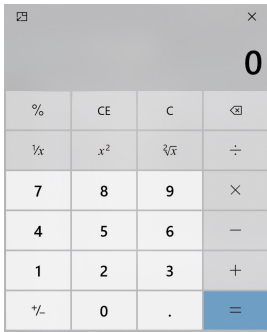 0
% CE C
¹/x x² ²√x ÷
7 8 9 ×
4 5 6 −
1 2 3 +
+/− 0 . =